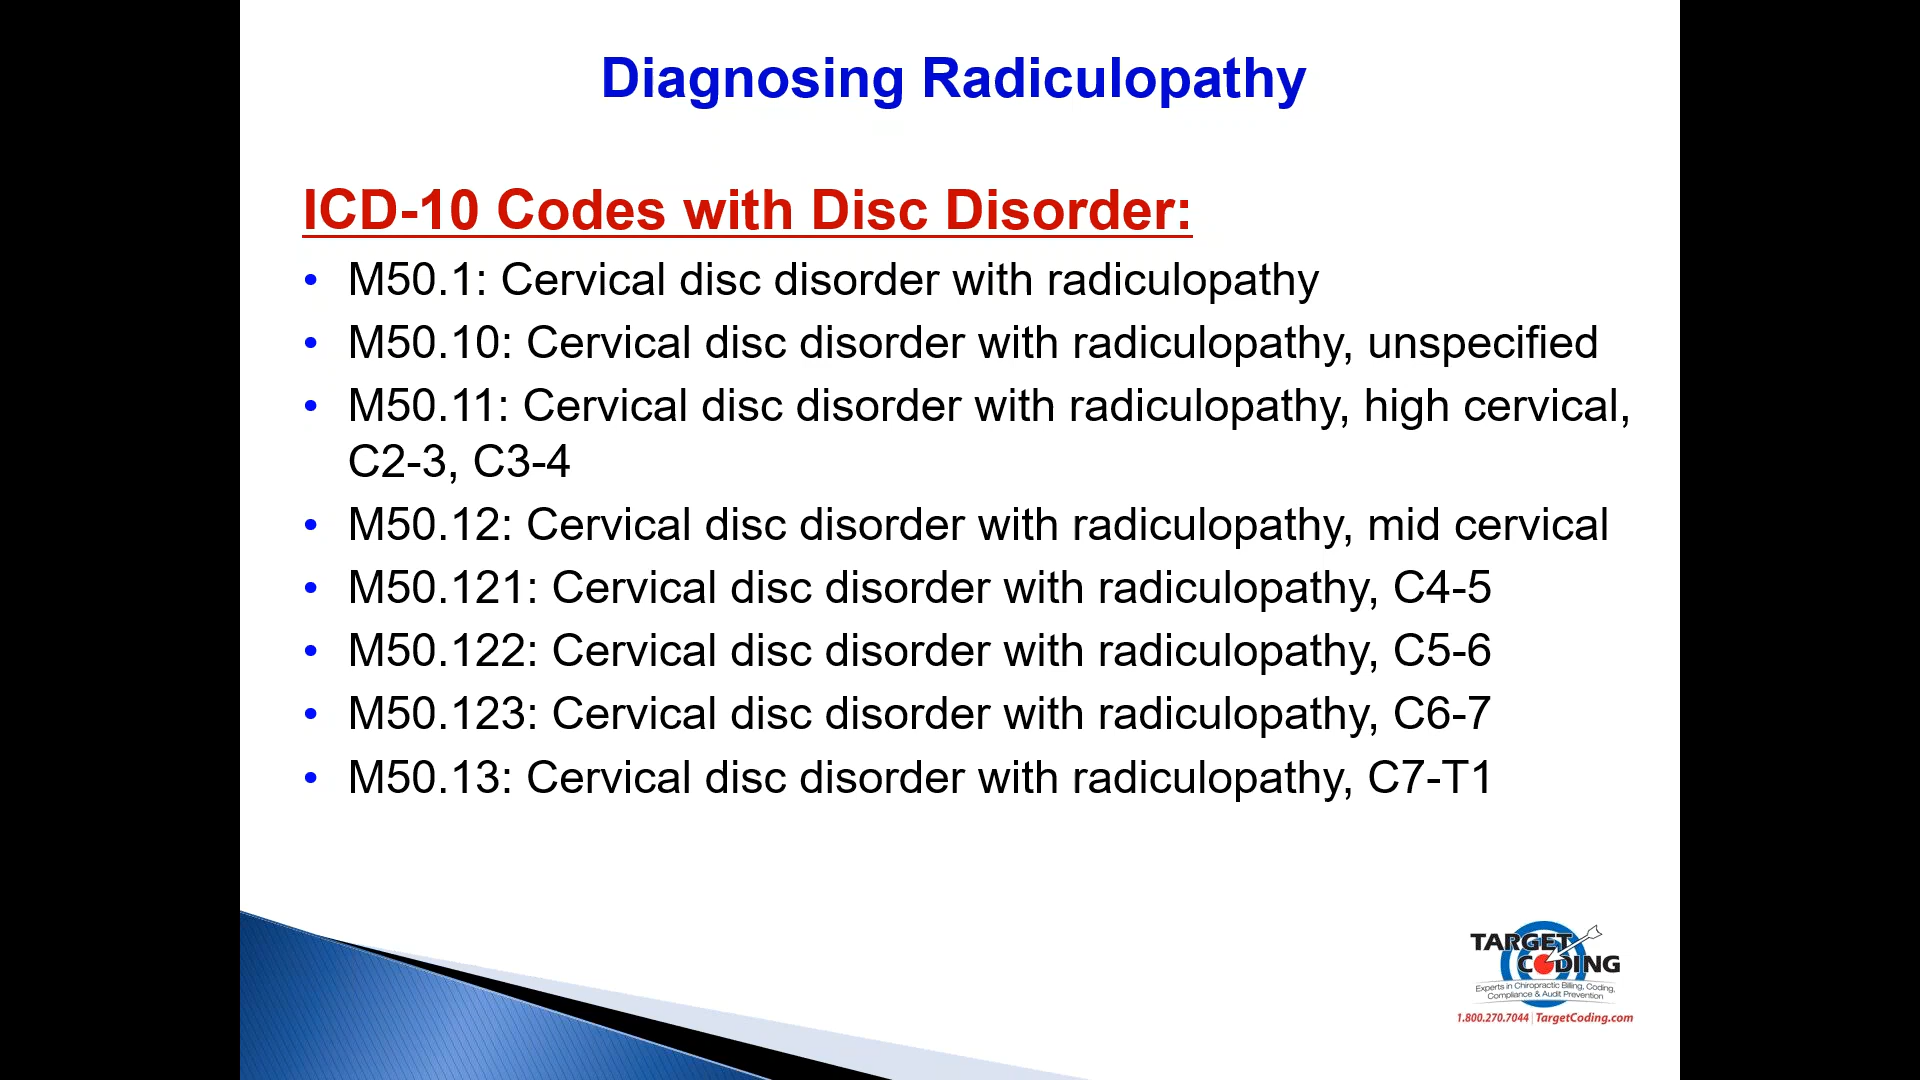 Diagnosing Radiculopathy
ICD-10 Codes with Disc Disorder:
• M50.1: Cervical disc disorder with radiculopathy
• M50.10: Cervical disc disorder with radiculopathy, unspecified
• M50.11: Cervical disc disorder with radiculopathy, high cervical,
C2-3, C3-4
• M50.12: Cervical disc disorder with radiculopathy, mid cervical
• M50.121: Cervical disc disorder with radiculopathy, C4-5
• M50.122: Cervical disc disorder with radiculopathy, C5-6
• M50.123: Cervical disc disorder with radiculopathy, C6-7
• M50.13: Cervical disc disorder with radiculopathy, C7-T1
TARGET
CODING
Experts in Chiropractic Billing, Coding,
Compliance & Audit Prevention
1.800.270.7044 | TargetCoding.com